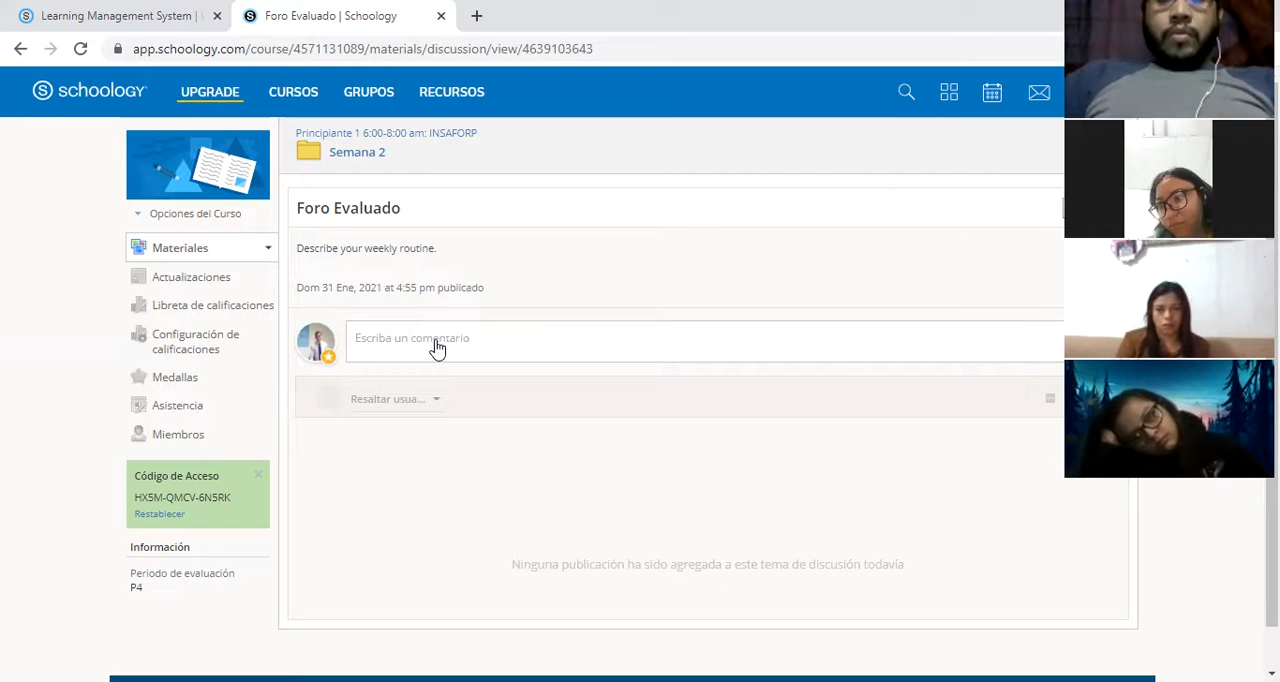 Learning Management System |
Foro Evaluado | Schoology
app.schoology.com/course/4571131089/materials/discussion/view/4639103643
schoology
UPGRADE
CURSOS
GRUPOS
RECURSOS
Opciones del Curso
Materiales
Actualizaciones
Libreta de calificaciones
Configuración de
calificaciones
Medallas
Asistencia
Miembros
Código de Acceso
HX5M-QMCV-6N5RK
Restablecer
Información
Periodo de evaluación
P4
Principiante 1 6:00-8:00 am: INSAFORP
Semana 2
Foro Evaluado
Describe your weekly routine.
Dom 31 Ene, 2021 at 4:55 pm publicado
Escriba un comentario
Resaltar usua...
Ninguna publicación ha sido agregada a este tema de discusión todavía